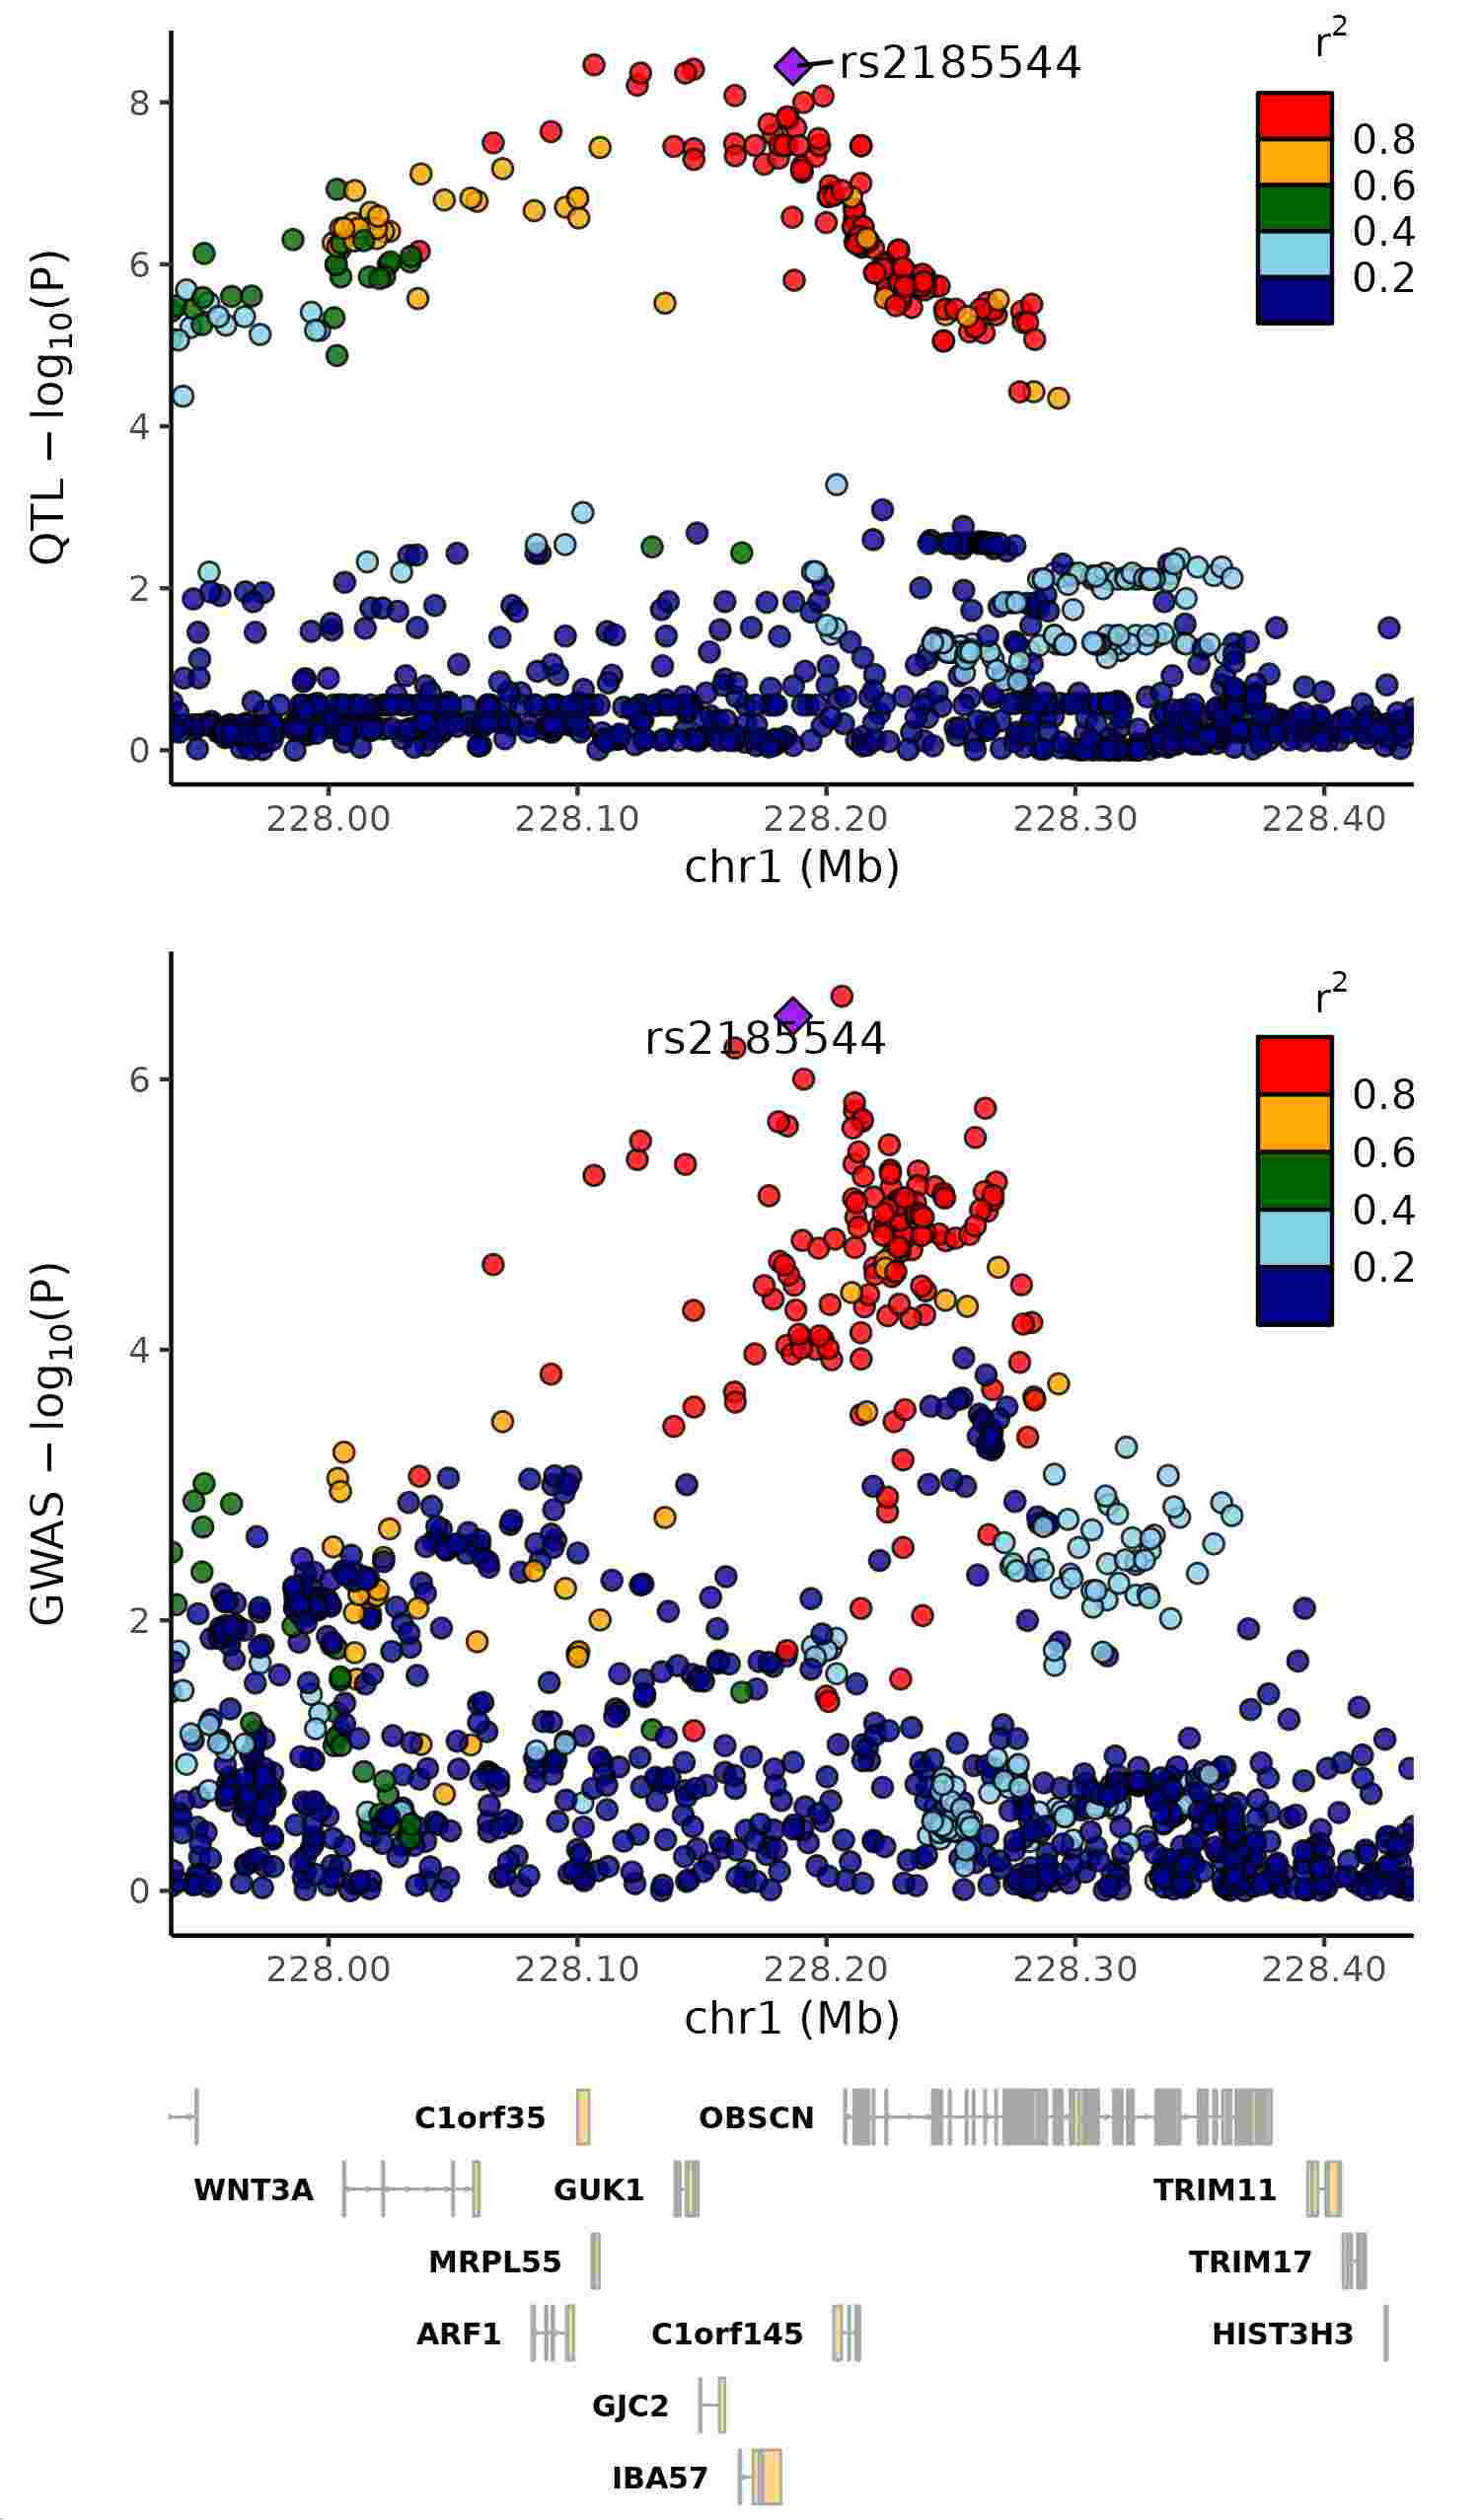 r²
rs2185544
0.8
0.6
0.4
0.2
QTL − log₁₀(P)
8
6
4
2
0
228.00 228.10 228.20 228.30 228.40
chr1 (Mb)
r²
rs2185544
0.8
0.6
0.4
0.2
GWAS − log₁₀(P)
6
4
2
0
228.00 228.10 228.20 228.30 228.40
chr1 (Mb)
C1orf35 OBSCN
WNT3A GUK1 TRIM11
MRPL55 TRIM17
ARF1 C1orf145 HIST3H3
GJC2
IBA57